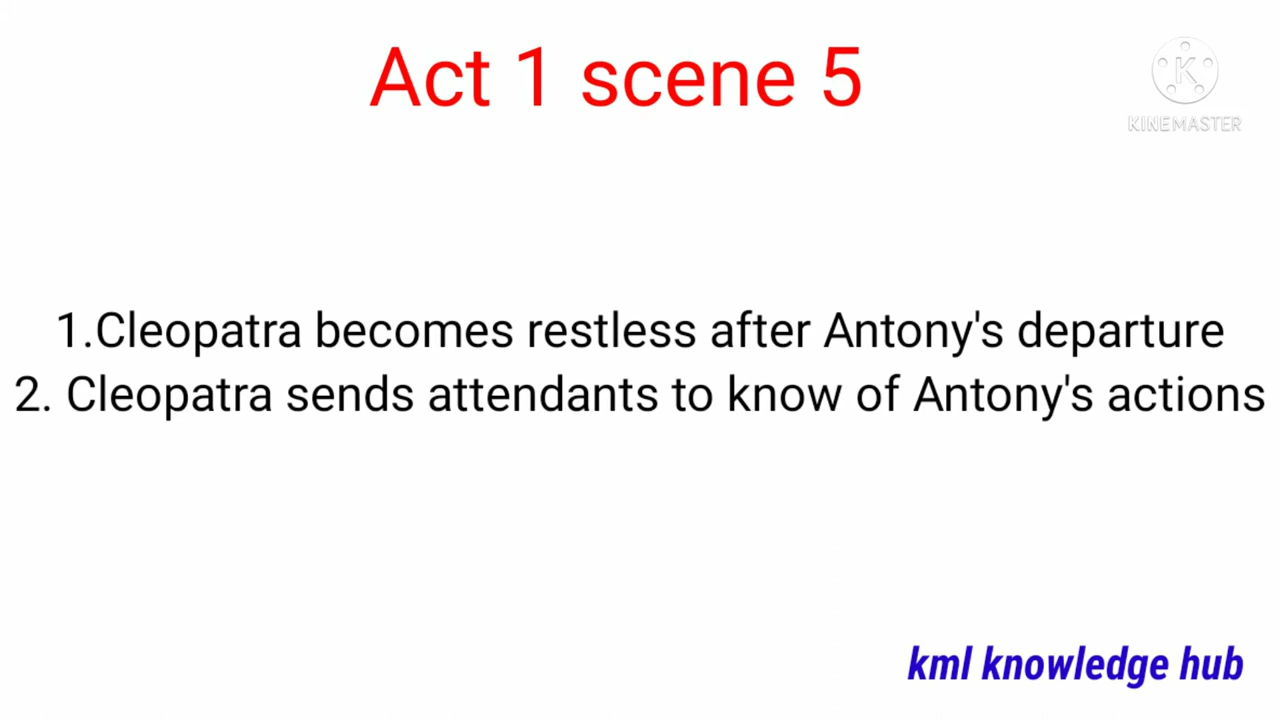 Act 1 scene 5
K
KINEMASTER
1.Cleopatra becomes restless after Antony's departure
2. Cleopatra sends attendants to know of Antony's actions
kml knowledge hub